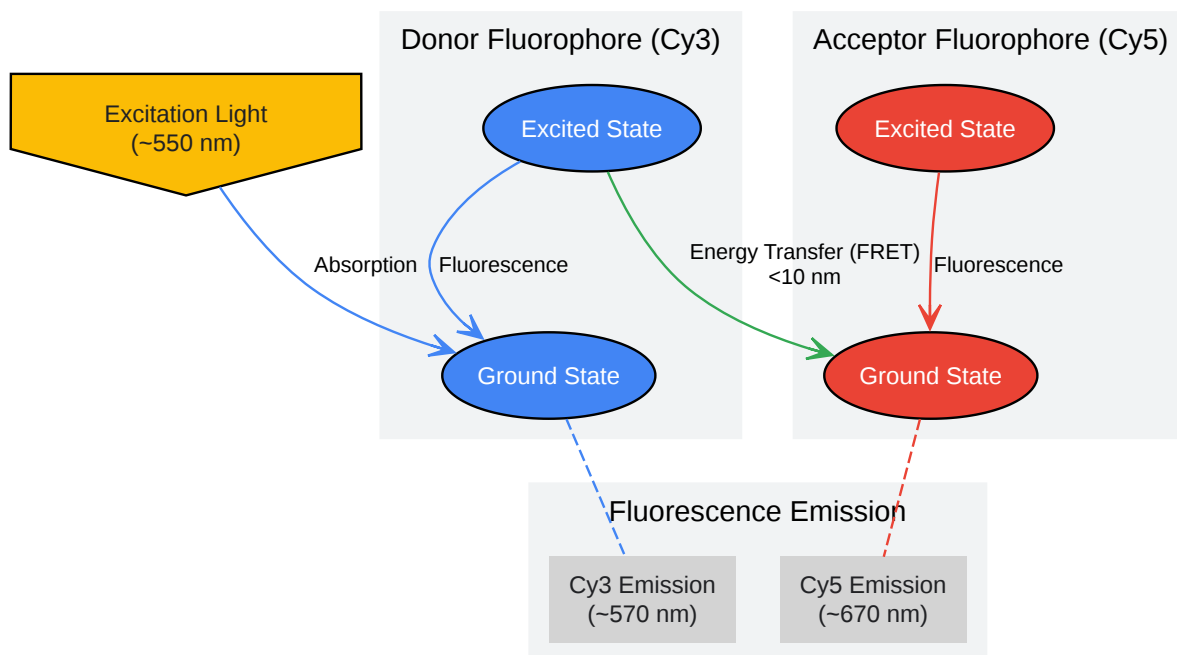 Donor Fluorophore (Cy3)
Acceptor Fluorophore (Cy5)
Excitation Light
(~550 nm)
Excited State
Excited State
Absorption
Fluorescence
Energy Transfer (FRET)
<10 nm
Fluorescence
Ground State
Ground State
Fluorescence Emission
Cy3 Emission
(~570 nm)
Cy5 Emission
(~670 nm)